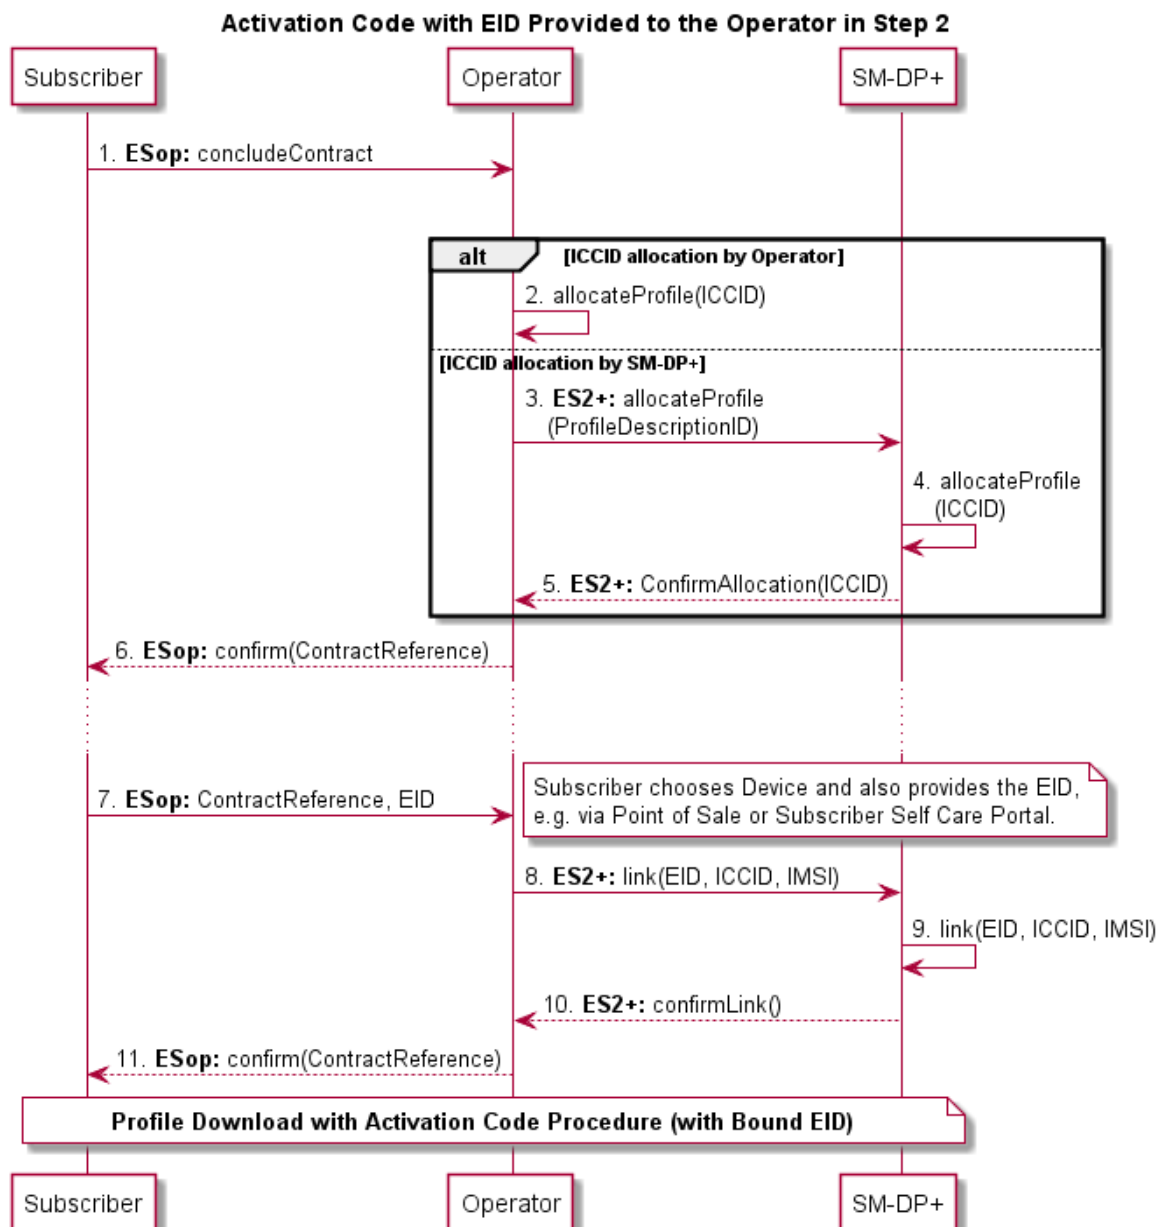 Activation Code with EID Provided to the Operator in Step 2
Subscriber
Operator
SM-DP+
1. ESop: concludeContract
alt
[ICCID allocation by Operator]
2. allocateProfile(ICCID)
[ICCID allocation by SM-DP+]
3. ES2+: allocateProfile
(ProfileDescriptionID)
4. allocateProfile
(ICCID)
5. ES2+: ConfirmAllocation(ICCID)
6. ESop: confirm(ContractReference)
7. ESop: ContractReference, EID
Subscriber chooses Device and also provides the EID,
e.g. via Point of Sale or Subscriber Self Care Portal.
8. ES2+: link(EID, ICCID, IMSI)
9. link(EID, ICCID, IMSI)
10. ES2+: confirmLink()
11. ESop: confirm(ContractReference)
Profile Download with Activation Code Procedure (with Bound EID)
Subscriber
Operator
SM-DP+